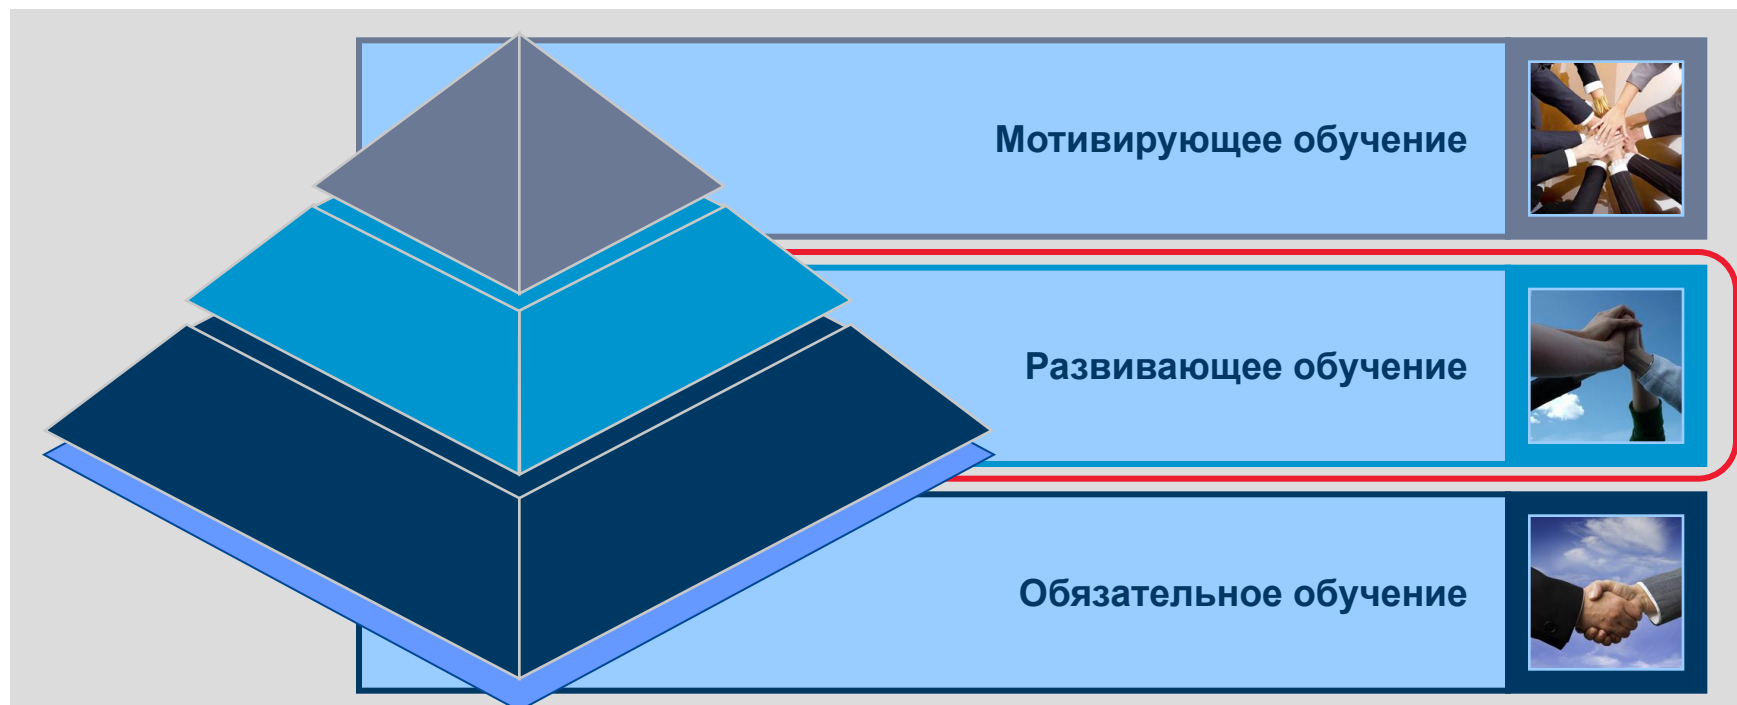 Мотивирующее обучение
Развивающее обучение
Обязательное обучение